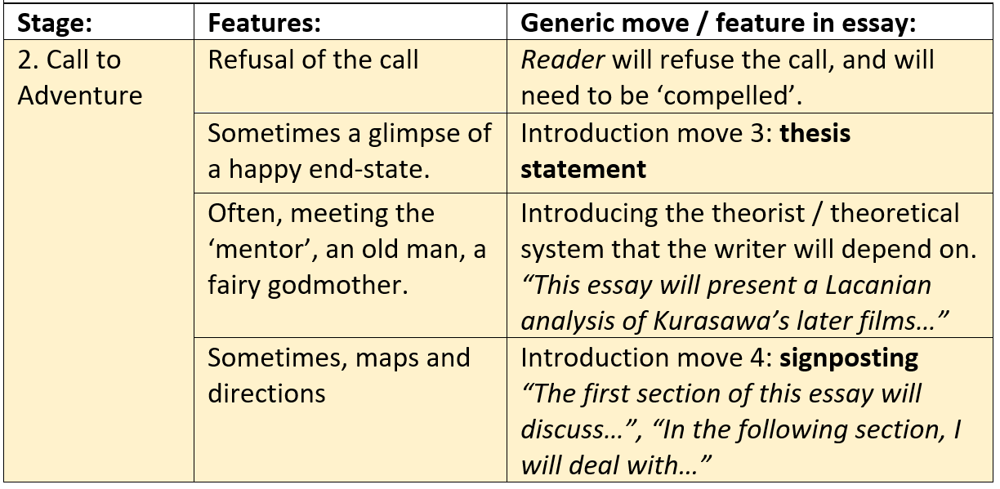 Stage:
Features:
Generic move / feature in essay:
2. Call to
Adventure
Refusal of the call
Reader will refuse the call, and will
need to be ‘compelled’.
Sometimes a glimpse of
a happy end-state.
Introduction move 3: thesis
statement
Often, meeting the
‘mentor’, an old man, a
fairy godmother.
Introducing the theorist / theoretical
system that the writer will depend on.
“This essay will present a Lacanian
analysis of Kurasawa’s later films…”
Sometimes, maps and
directions
Introduction move 4: signposting
“The first section of this essay will
discuss…”, “In the following section, I
will deal with…”